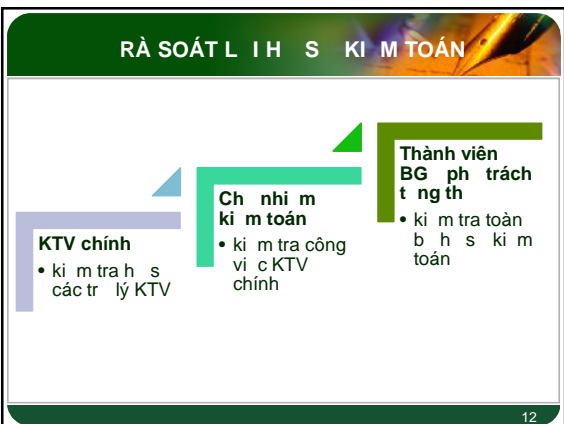 RÀ SOÁT L I H S KI M TOÁN
KTV chính
• ki m tra h s
các tr lý KTV
Ch nhi m
ki m toán
• ki m tra công
vi c KTV
chính
Thành viên
BG ph trách
t ng th
• ki m tra toàn
b h s ki m
toán
12